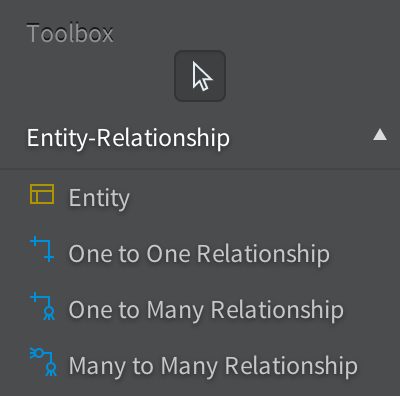 Toolbox
Entity-Relationship
Entity
One to One Relationship
One to Many Relationship
Many to Many Relationship